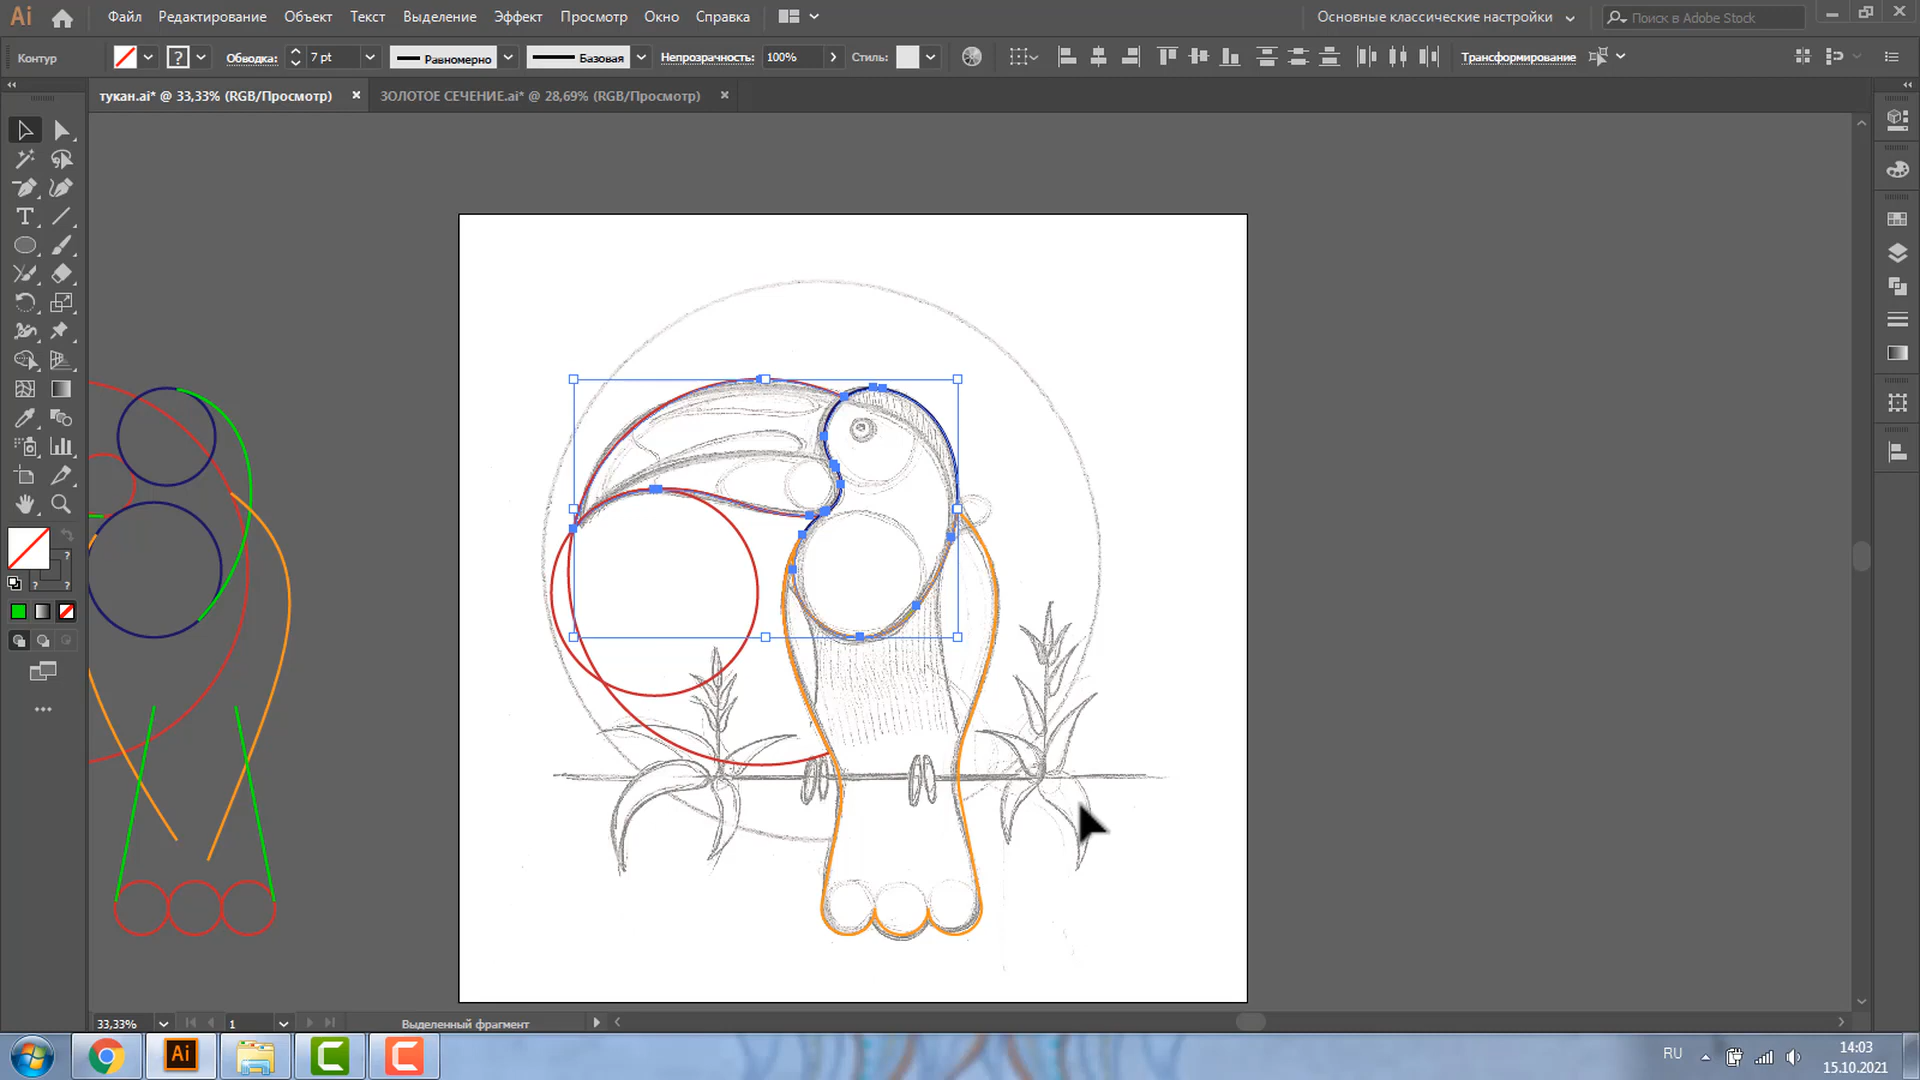 Ai Файл Редактирование Объект Текст Выделение Эффект Просмотр Окно Справка Основные классические настройки Поиск в Adobe Stock
Контур ? Обводка: 7 pt Равномерно Базовая Непрозрачность: 100% Стиль: Трансформирование
тукан.ai* @ 33,33% (RGB/Просмотр) ЗОЛОТОЕ СЕЧЕНИЕ.ai* @ 28,69% (RGB/Просмотр)
T
?
? ?
33,33% 1 Выделенный фрагмент
Ai C C RU 14:03
15.10.2021